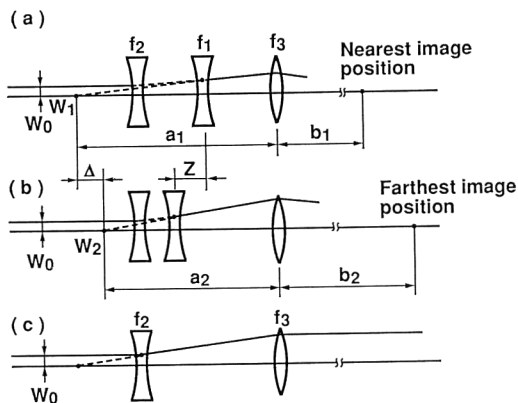 (a)
f2 f1 f3
Nearest image
position
W0
W1
a1 b1
Δ Z
(b)
Farthest image
position
W0
W2
a2 b2
(c)
f2 f3
W0